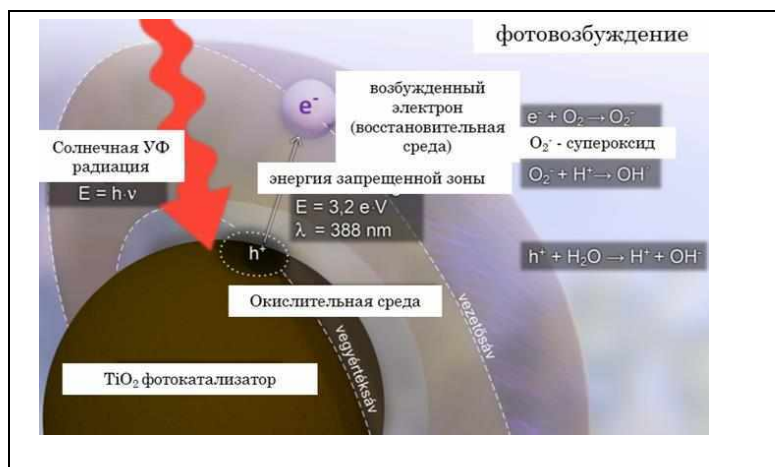 фотовозбуждение
e⁻
возбужденный
электрон
(восстановительная
среда)
e⁻ + O₂ → O₂⁻
O₂⁻ - супероксид
O₂⁻ + H⁺ → OH⁻
Солнечная УФ
радиация
E = h·ν
энергия запрещенной зоны
E = 3,2 e·V
λ = 388 nm
h⁺
h⁺ + H₂O → H⁺ + OH⁻
Окислительная среда
TiO₂ фотокатализатор
vegyértéksáv
vezetősáv